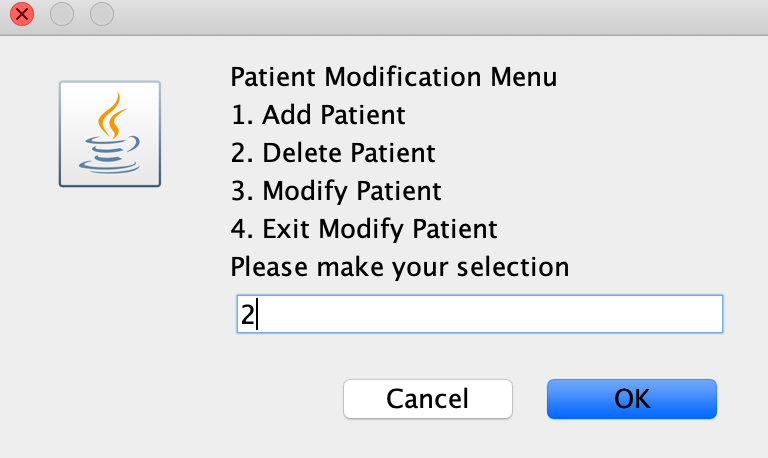 Patient Modification Menu
1. Add Patient
2. Delete Patient
3. Modify Patient
4. Exit Modify Patient
Please make your selection
2
Cancel
OK